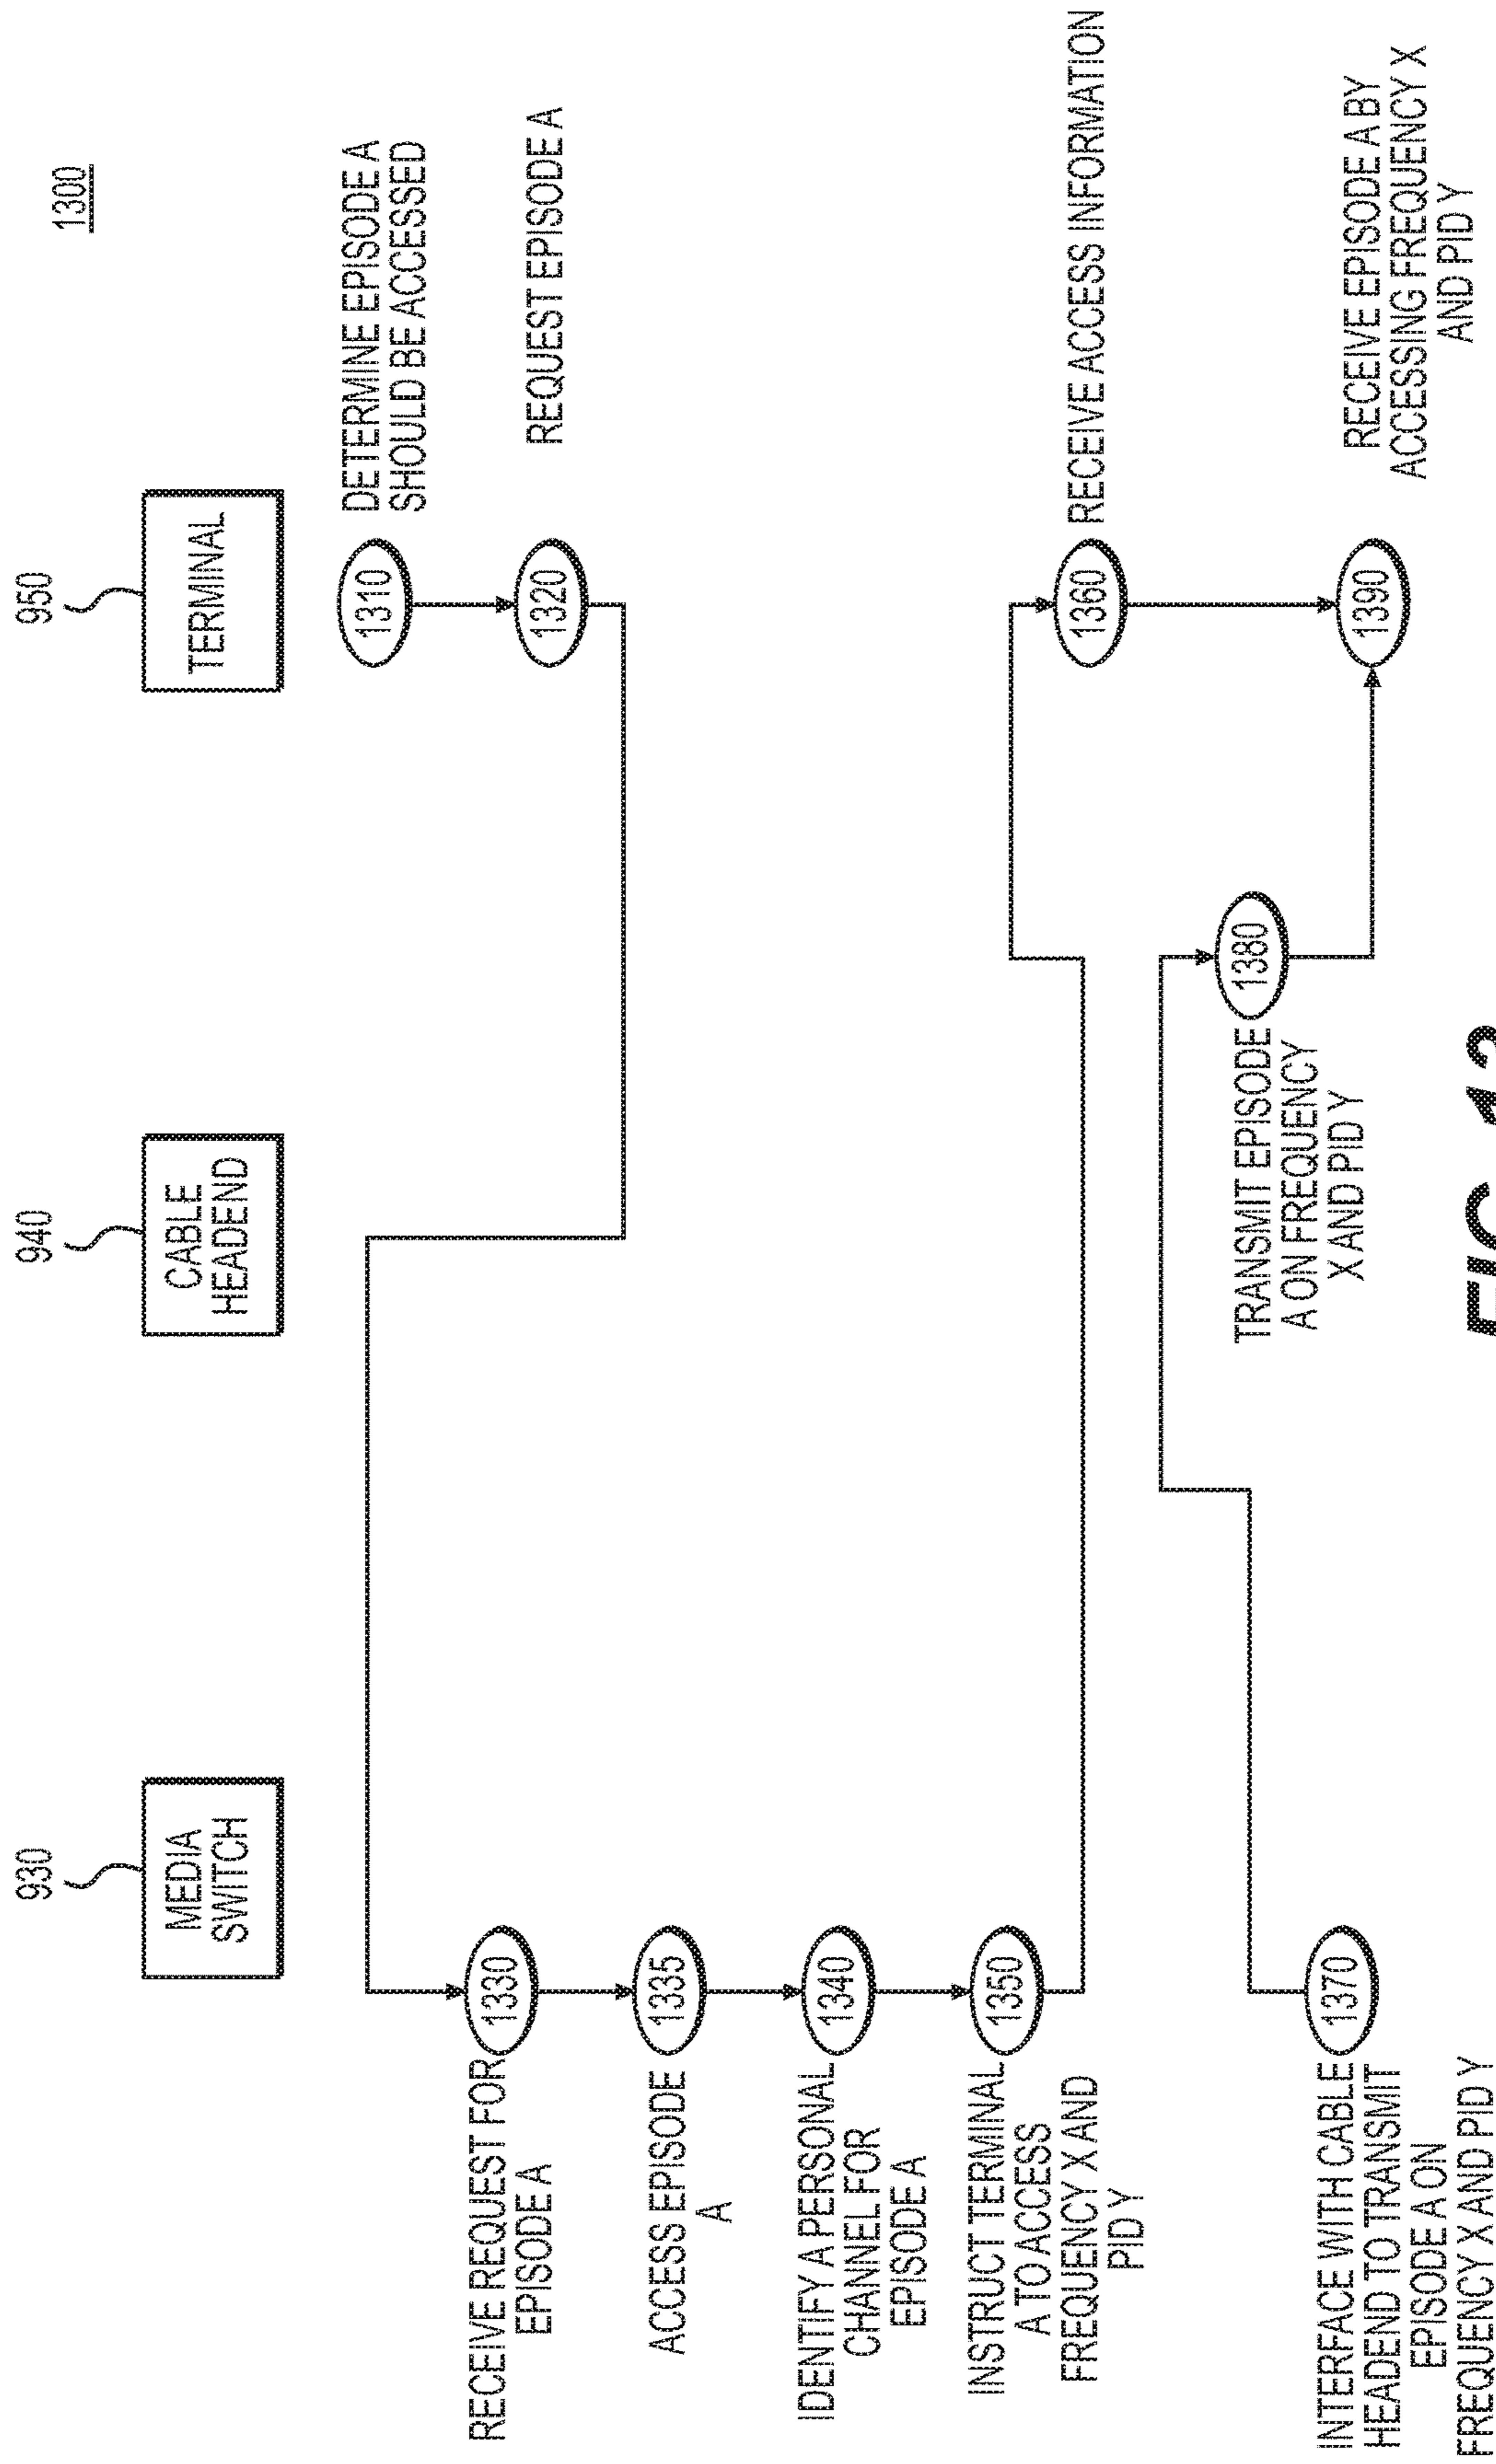 1300
930
940
950
MEDIA
SWITCH
CABLE
HEADEND
TERMINAL
1310
DETERMINE EPISODE A
SHOULD BE ACCESSED
1320
REQUEST EPISODE A
RECEIVE REQUEST FOR
EPISODE A
1330
ACCESS EPISODE
A
1335
IDENTIFY A PERSONAL
CHANNEL FOR
EPISODE A
1340
INSTRUCT TERMINAL
A TO ACCESS
FREQUENCY X AND
PID Y
1350
1360
RECEIVE ACCESS INFORMATION
INTERFACE WITH CABLE
HEADEND TO TRANSMIT
EPISODE A ON
FREQUENCY X AND PID Y
1370
TRANSMIT EPISODE
A ON FREQUENCY
X AND PID Y
1380
1390
RECEIVE EPISODE A BY
ACCESSING FREQUENCY X
AND PID Y